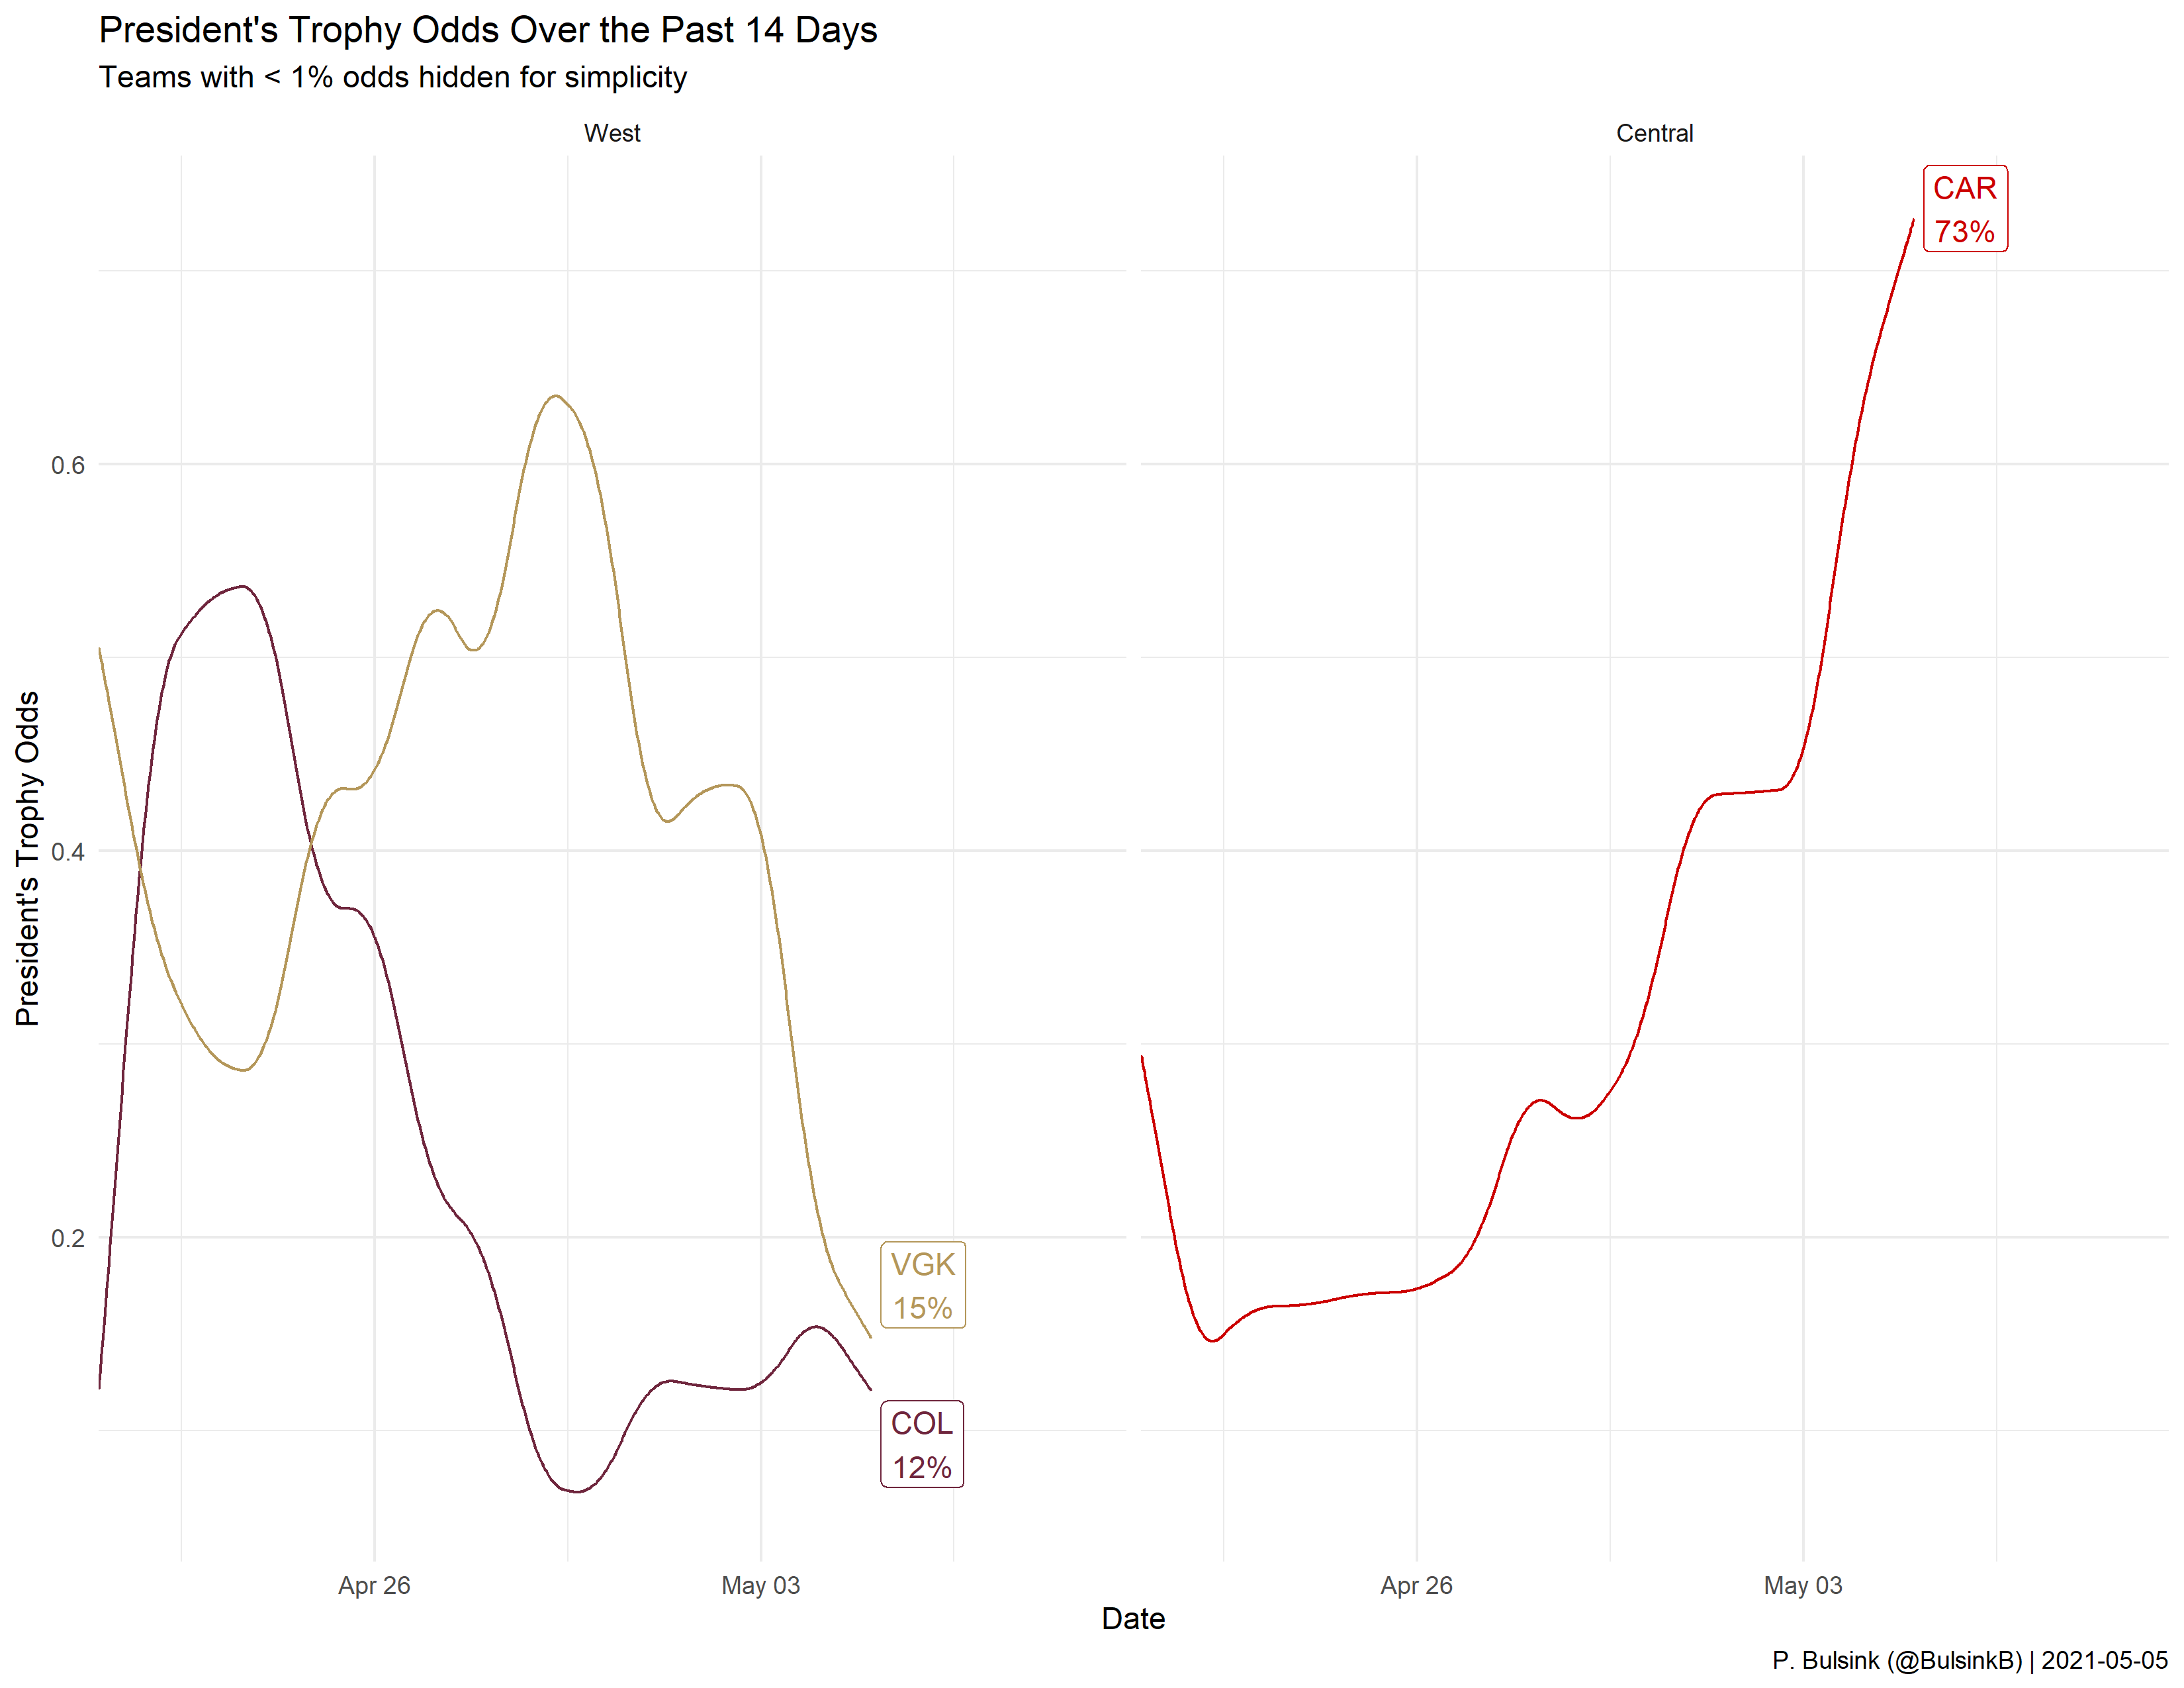 President's Trophy Odds Over the Past 14 Days
Teams with < 1% odds hidden for simplicity
West
Central
President's Trophy Odds
0.6
0.4
0.2
CAR
73%
VGK
15%
COL
12%
Apr 26
May 03
Apr 26
May 03
Date
P. Bulsink (@BulsinkB) | 2021-05-05